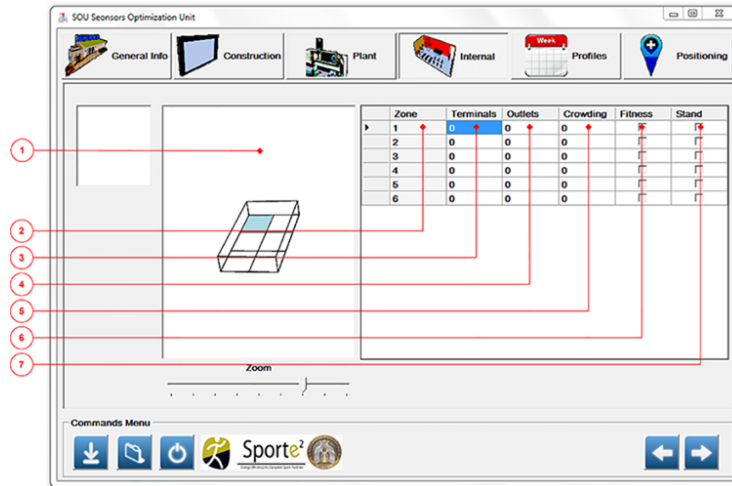 SOU Seonsors Optimization Unit
General Info
Construction
Plant
Internal
Week
Profiles
Positioning
Zone Terminals Outlets Crowding Fitness Stand
1 0 0 0
2 0 0 0
3 0 0 0
4 0 0 0
5 0 0 0
6 0 0 0
1
2
3
4
5
6
7
Zoom
Commands Menu
Sporte²